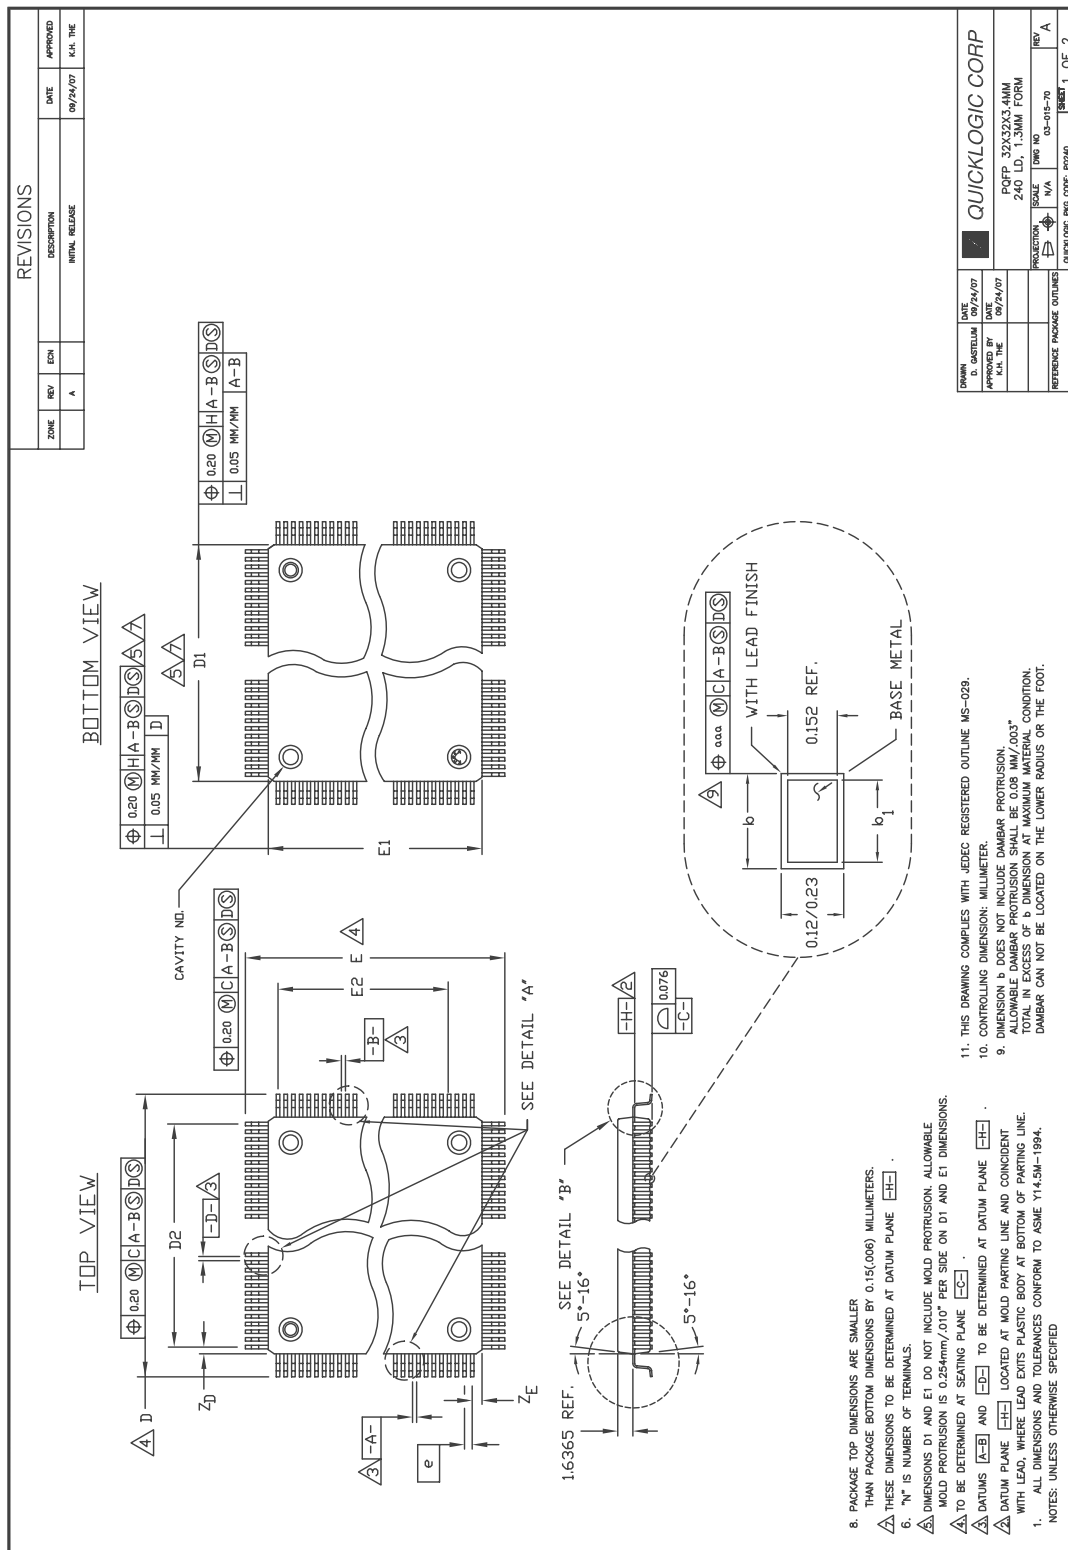 REVISIONS
ZONE REV ECN DESCRIPTION DATE APPROVED
A INITIAL RELEASE 09/24/07 K.H. THE
TOP VIEW
BOTTOM VIEW
0.20 M C A-B S D S
4 D
D2
ZD
-D- 3
0.20 M C A-B S D S
E 4
E2
-B-
3
3 -A-
e
ZE
SEE DETAIL "A"
CAVITY NO.
0.20 M H A-B S D S 5 7
0.05 MM/MM D
5 7
D1
E1
0.20 M H A-B S D S
0.05 MM/MM A-B
1.6365 REF.
SEE DETAIL "B"
5°-16°
5°-16°
-H- 2
0.076
-C-
9
aaa M C A-B S D S
WITH LEAD FINISH
b
0.152 REF.
b1
0.12/0.23
BASE METAL
8. PACKAGE TOP DIMENSIONS ARE SMALLER
THAN PACKAGE BOTTOM DIMENSIONS BY 0.15(.006) MILLIMETERS.
7. THESE DIMENSIONS TO BE DETERMINED AT DATUM PLANE -H- .
6. "N" IS NUMBER OF TERMINALS.
5. DIMENSIONS D1 AND E1 DO NOT INCLUDE MOLD PROTRUSION. ALLOWABLE
MOLD PROTRUSION IS 0.254mm/.010" PER SIDE ON D1 AND E1 DIMENSIONS.
4. TO BE DETERMINED AT SEATING PLANE -C- .
3. DATUMS A-B AND -D- TO BE DETERMINED AT DATUM PLANE -H- .
2. DATUM PLANE -H- LOCATED AT MOLD PARTING LINE AND COINCIDENT
WITH LEAD, WHERE LEAD EXITS PLASTIC BODY AT BOTTOM OF PARTING LINE.
1. ALL DIMENSIONS AND TOLERANCES CONFORM TO ASME Y14.5M-1994.
NOTES: UNLESS OTHERWISE SPECIFIED
11. THIS DRAWING COMPLIES WITH JEDEC REGISTERED OUTLINE MS-029.
10. CONTROLLING DIMENSION: MILLIMETER.
9. DIMENSION b DOES NOT INCLUDE DAMBAR PROTRUSION.
ALLOWABLE DAMBAR PROTRUSION SHALL BE 0.08 MM/.003"
TOTAL IN EXCESS OF b DIMENSION AT MAXIMUM MATERIAL CONDITION.
DAMBAR CAN NOT BE LOCATED ON THE LOWER RADIUS OR THE FOOT.
DRAWN DATE
D. GASTELUM 09/24/07
APPROVED BY DATE
K.H. THE 09/24/07
REFERENCE PACKAGE OUTLINES
QUICKLOGIC CORP
PQFP 32X32X3.4MM
240 LD, 1.3MM FORM
PROJECTION SCALE DWG NO REV
N/A 03-015-70 A
QUICKLOGIC PKG CODE: PQ240 SHEET 1 OF 2